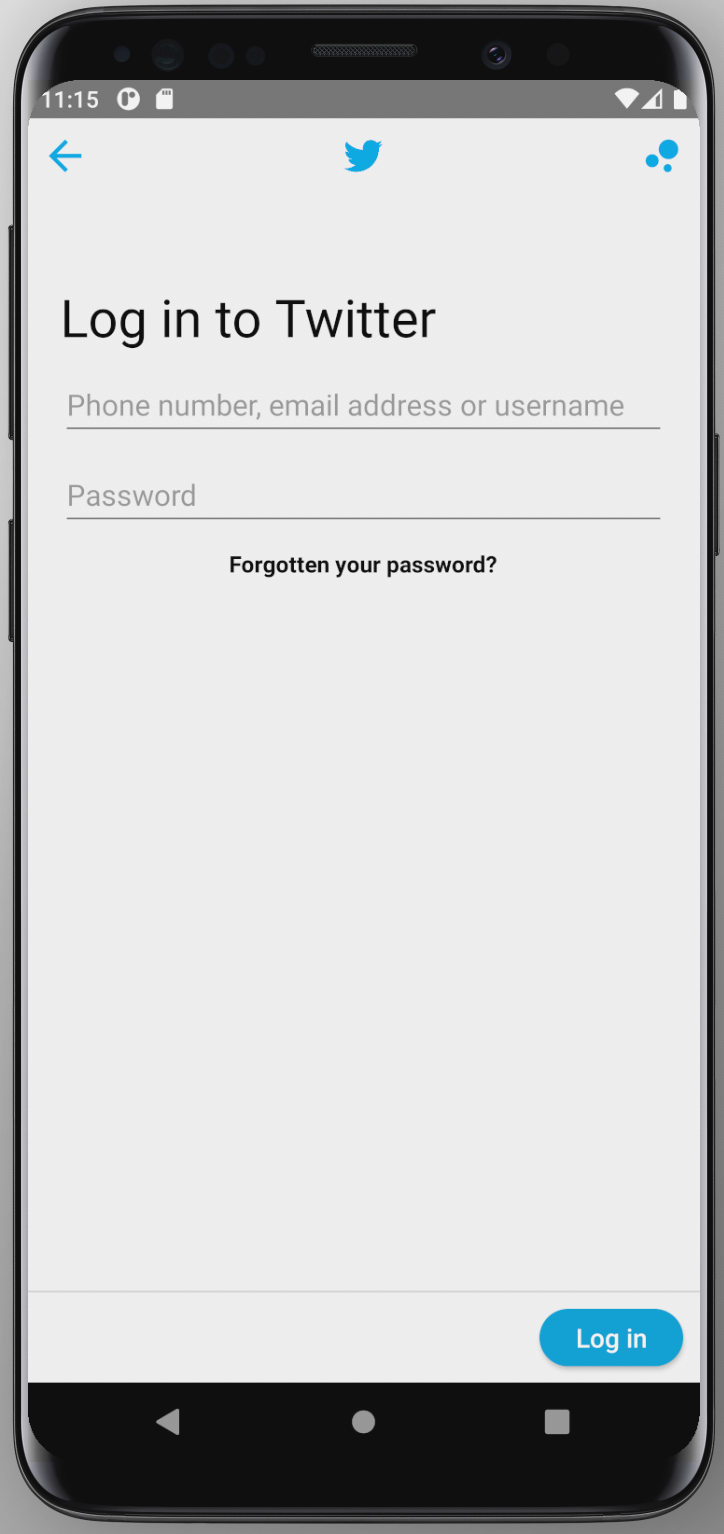 11:15
Log in to Twitter
Phone number, email address or username
Password
Forgotten your password?
Log in